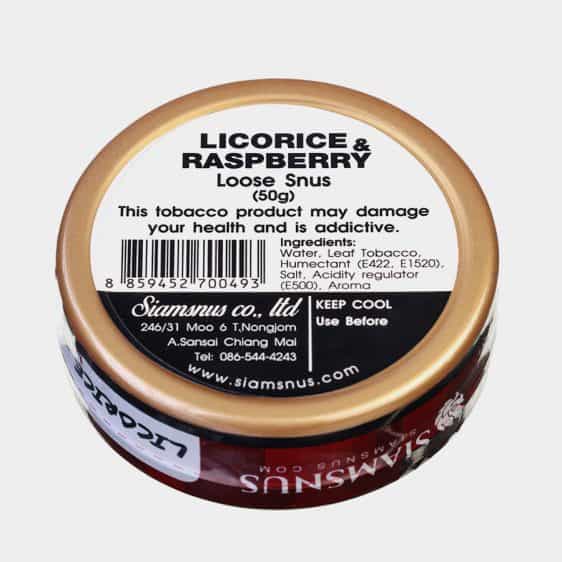 LICORICE &
RASPBERRY
Loose Snus
(50g)
This tobacco product may damage
your health and is addictive.
8 859452 700493
Ingredients:
Water, Leaf Tobacco,
Humectant (E422, E1520),
Salt, Acidity regulator
(E500), Aroma
Siamsnus co., ltd
246/31 Moo 6 T,Nongjom
A.Sansai Chiang Mai
Tel: 086-544-4243
KEEP COOL
Use Before
www.siamsnus.com
LICORICE
SIAMSNUS
SIAMSNUS.COM